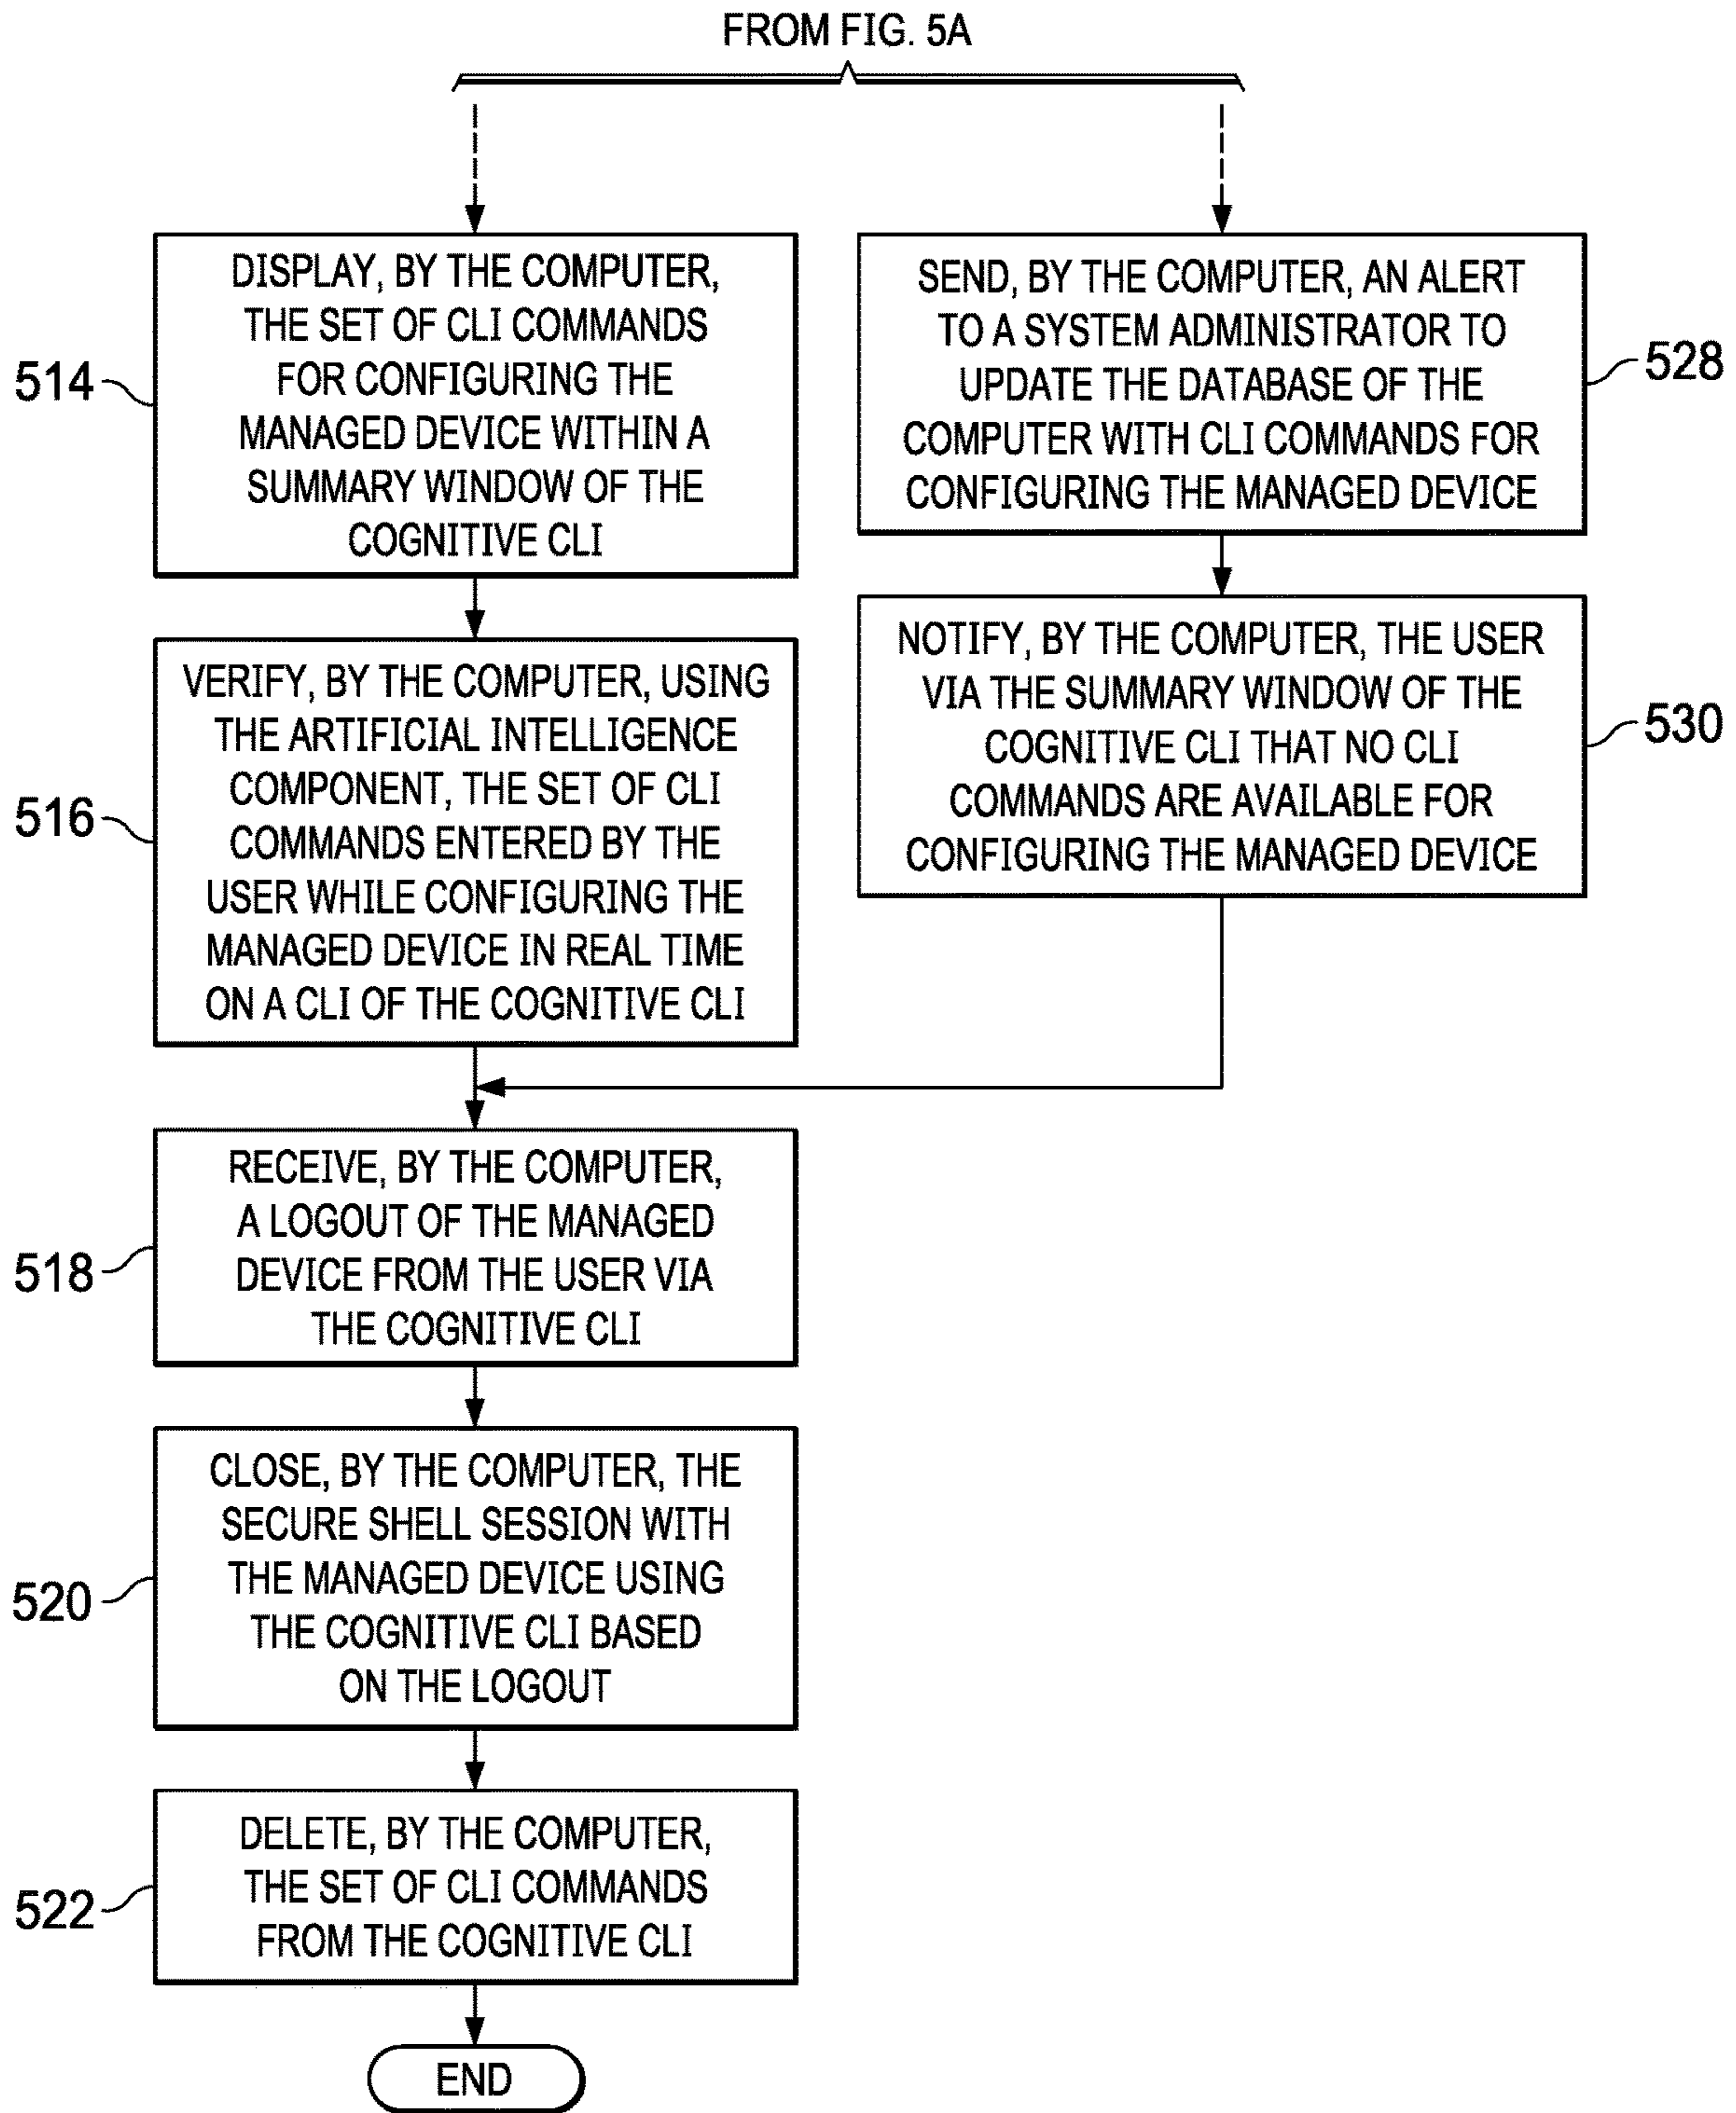 FROM FIG. 5A
DISPLAY, BY THE COMPUTER,
THE SET OF CLI COMMANDS
FOR CONFIGURING THE
MANAGED DEVICE WITHIN A
SUMMARY WINDOW OF THE
COGNITIVE CLI
514
SEND, BY THE COMPUTER, AN ALERT
TO A SYSTEM ADMINISTRATOR TO
UPDATE THE DATABASE OF THE
COMPUTER WITH CLI COMMANDS FOR
CONFIGURING THE MANAGED DEVICE
528
VERIFY, BY THE COMPUTER, USING
THE ARTIFICIAL INTELLIGENCE
COMPONENT, THE SET OF CLI
COMMANDS ENTERED BY THE
USER WHILE CONFIGURING THE
MANAGED DEVICE IN REAL TIME
ON A CLI OF THE COGNITIVE CLI
516
NOTIFY, BY THE COMPUTER, THE USER
VIA THE SUMMARY WINDOW OF THE
COGNITIVE CLI THAT NO CLI
COMMANDS ARE AVAILABLE FOR
CONFIGURING THE MANAGED DEVICE
530
RECEIVE, BY THE COMPUTER,
A LOGOUT OF THE MANAGED
DEVICE FROM THE USER VIA
THE COGNITIVE CLI
518
CLOSE, BY THE COMPUTER, THE
SECURE SHELL SESSION WITH
THE MANAGED DEVICE USING
THE COGNITIVE CLI BASED
ON THE LOGOUT
520
DELETE, BY THE COMPUTER,
THE SET OF CLI COMMANDS
FROM THE COGNITIVE CLI
522
END